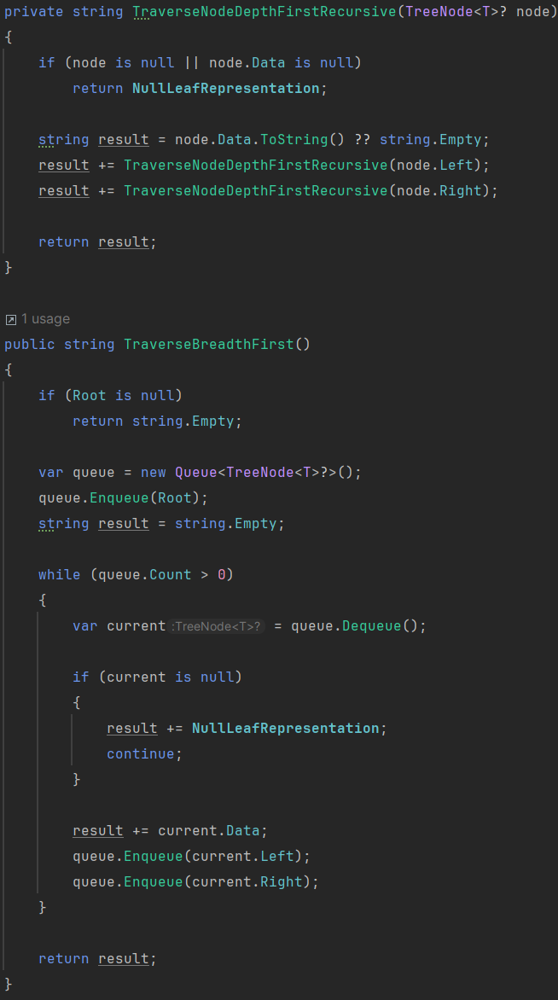 private string TraverseNodeDepthFirstRecursive(TreeNode<T>? node)
{
    if (node is null || node.Data is null)
        return NullLeafRepresentation;

    string result = node.Data.ToString() ?? string.Empty;
    result += TraverseNodeDepthFirstRecursive(node.Left);
    result += TraverseNodeDepthFirstRecursive(node.Right);

    return result;
}

1 usage
public string TraverseBreadthFirst()
{
    if (Root is null)
        return string.Empty;

    var queue = new Queue<TreeNode<T>?>();
    queue.Enqueue(Root);
    string result = string.Empty;

    while (queue.Count > 0)
    {
        var current :TreeNode<T>? = queue.Dequeue();

        if (current is null)
        {
            result += NullLeafRepresentation;
            continue;
        }

        result += current.Data;
        queue.Enqueue(current.Left);
        queue.Enqueue(current.Right);
    }

    return result;
}